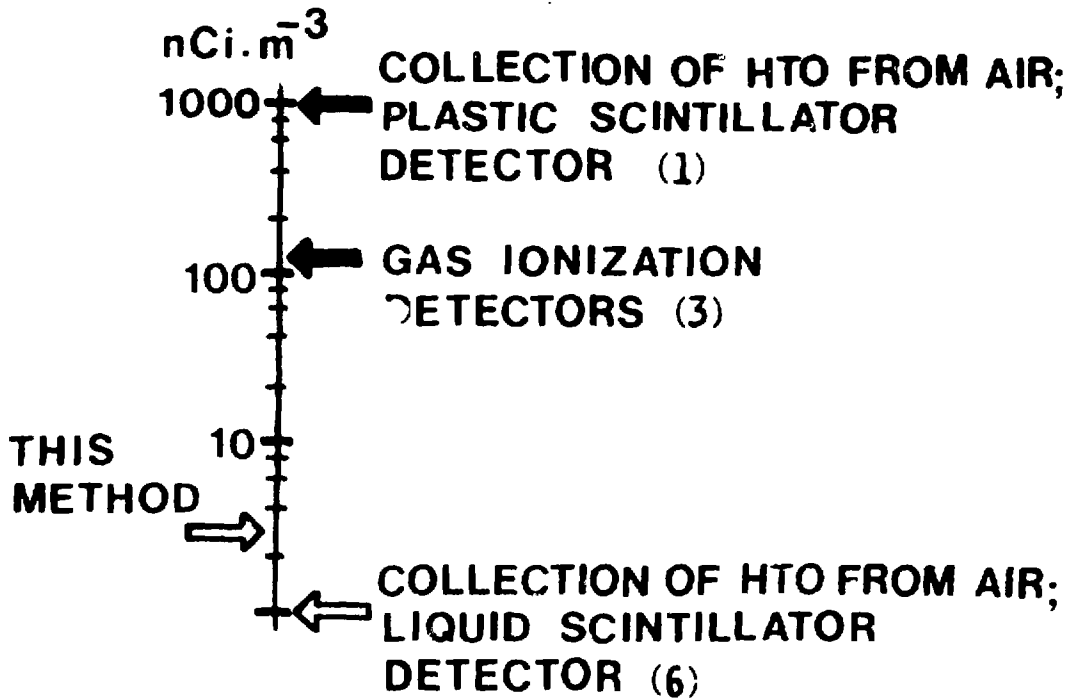 nCi.m⁻³
1000
COLLECTION OF HTO FROM AIR;
PLASTIC SCINTILLATOR
DETECTOR (1)
100
GAS IONIZATION
DETECTORS (3)
10
THIS
METHOD
COLLECTION OF HTO FROM AIR;
LIQUID SCINTILLATOR
DETECTOR (6)